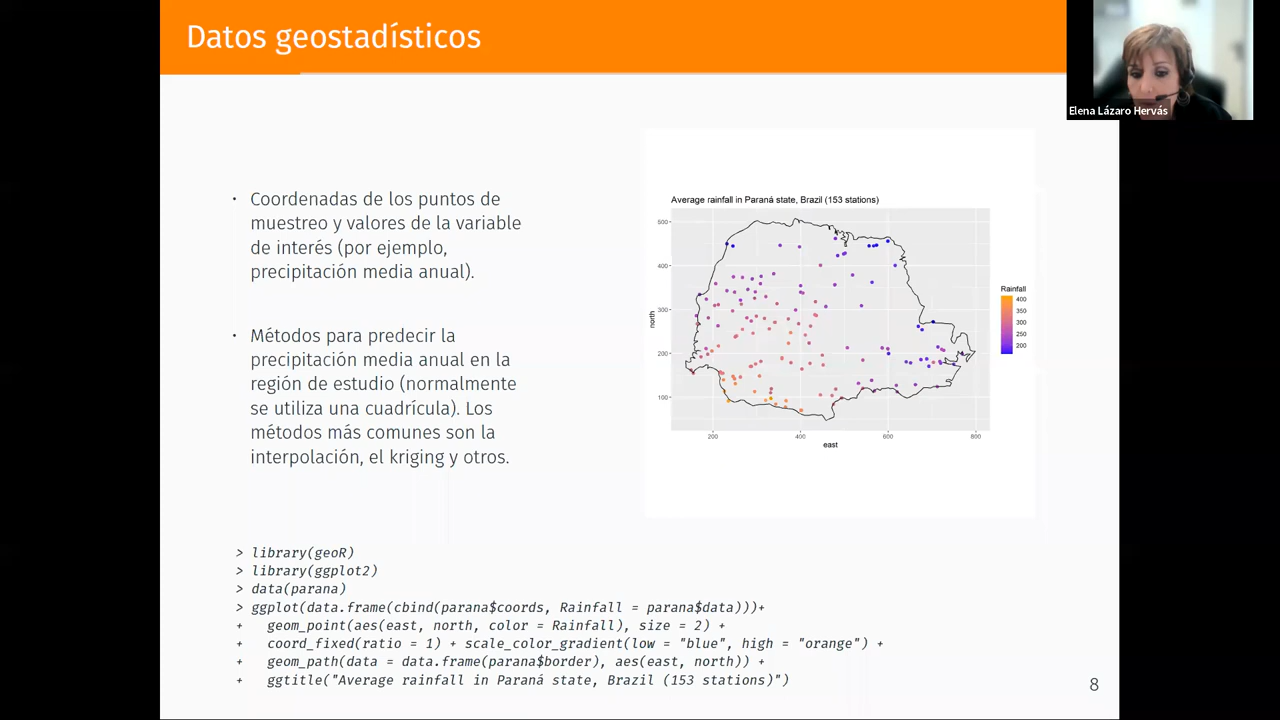 Datos geostadísticos
Elena Lázaro Hervás
• Coordenadas de los puntos de
muestreo y valores de la variable
de interés (por ejemplo,
precipitación media anual).
• Métodos para predecir la
precipitación media anual en la
región de estudio (normalmente
se utiliza una cuadrícula). Los
métodos más comunes son la
interpolación, el kriging y otros.
Average rainfall in Paraná state, Brazil (153 stations)
500
400
300
200
100
north
200 400 600 800
east
Rainfall
400
350
300
250
200
> library(geoR)
> library(ggplot2)
> data(parana)
> ggplot(data.frame(cbind(parana$coords, Rainfall = parana$data)))+
+ geom_point(aes(east, north, color = Rainfall), size = 2) +
+ coord_fixed(ratio = 1) + scale_color_gradient(low = "blue", high = "orange") +
+ geom_path(data = data.frame(parana$border), aes(east, north)) +
+ ggtitle("Average rainfall in Paraná state, Brazil (153 stations)")
8